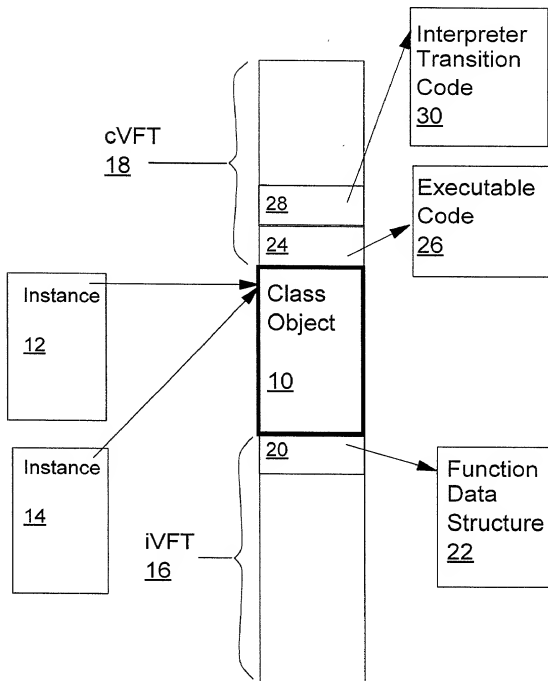 Interpreter
Transition
Code
30
cVFT
18
28
Executable
Code
26
24
Instance
12
Class
Object
10
Instance
14
20
Function
Data
Structure
22
iVFT
16